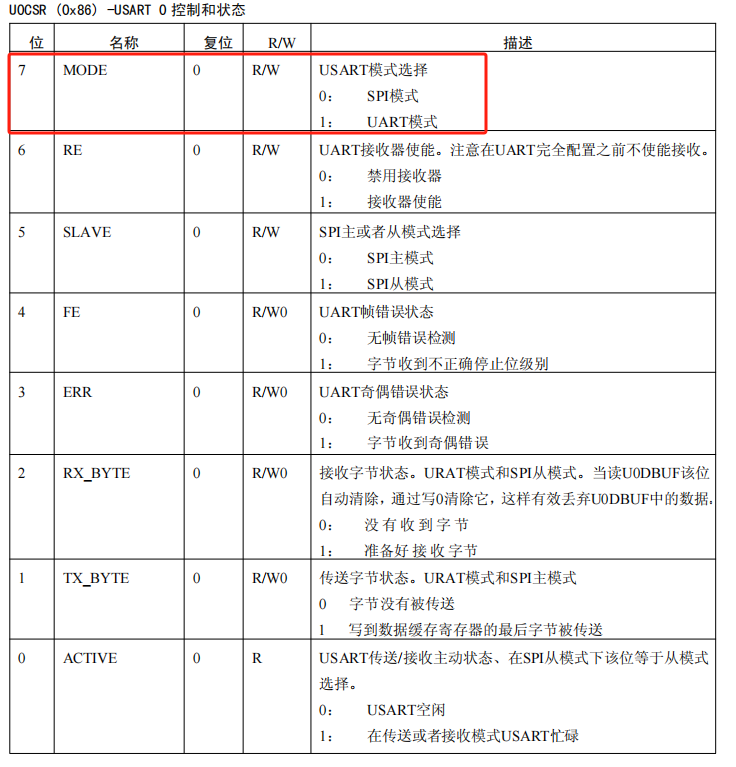 U0CSR (0x86) -USART 0 控制和状态
位 名称 复位 R/W 描述
7 MODE 0 R/W USART模式选择
0: SPI模式
1: UART模式
6 RE 0 R/W UART接收器使能。注意在UART完全配置之前不使能接收。
0: 禁用接收器
1: 接收器使能
5 SLAVE 0 R/W SPI主或者从模式选择
0: SPI主模式
1: SPI从模式
4 FE 0 R/W0 UART帧错误状态
0: 无帧错误检测
1: 字节收到不正确停止位级别
3 ERR 0 R/W0 UART奇偶错误状态
0: 无奇偶错误检测
1: 字节收到奇偶错误
2 RX_BYTE 0 R/W0 接收字节状态。URAT模式和SPI从模式。当读U0DBUF该位
自动清除，通过写0清除它，这样有效丢弃U0DBUF中的数据.
0: 没有收到字节
1: 准备好接收字节
1 TX_BYTE 0 R/W0 传送字节状态。URAT模式和SPI主模式
0 字节没有被传送
1 写到数据缓存寄存器的最后字节被传送
0 ACTIVE 0 R USART传送/接收主动状态、在SPI从模式下该位等于从模式
选择。
0: USART空闲
1: 在传送或者接收模式USART忙碌